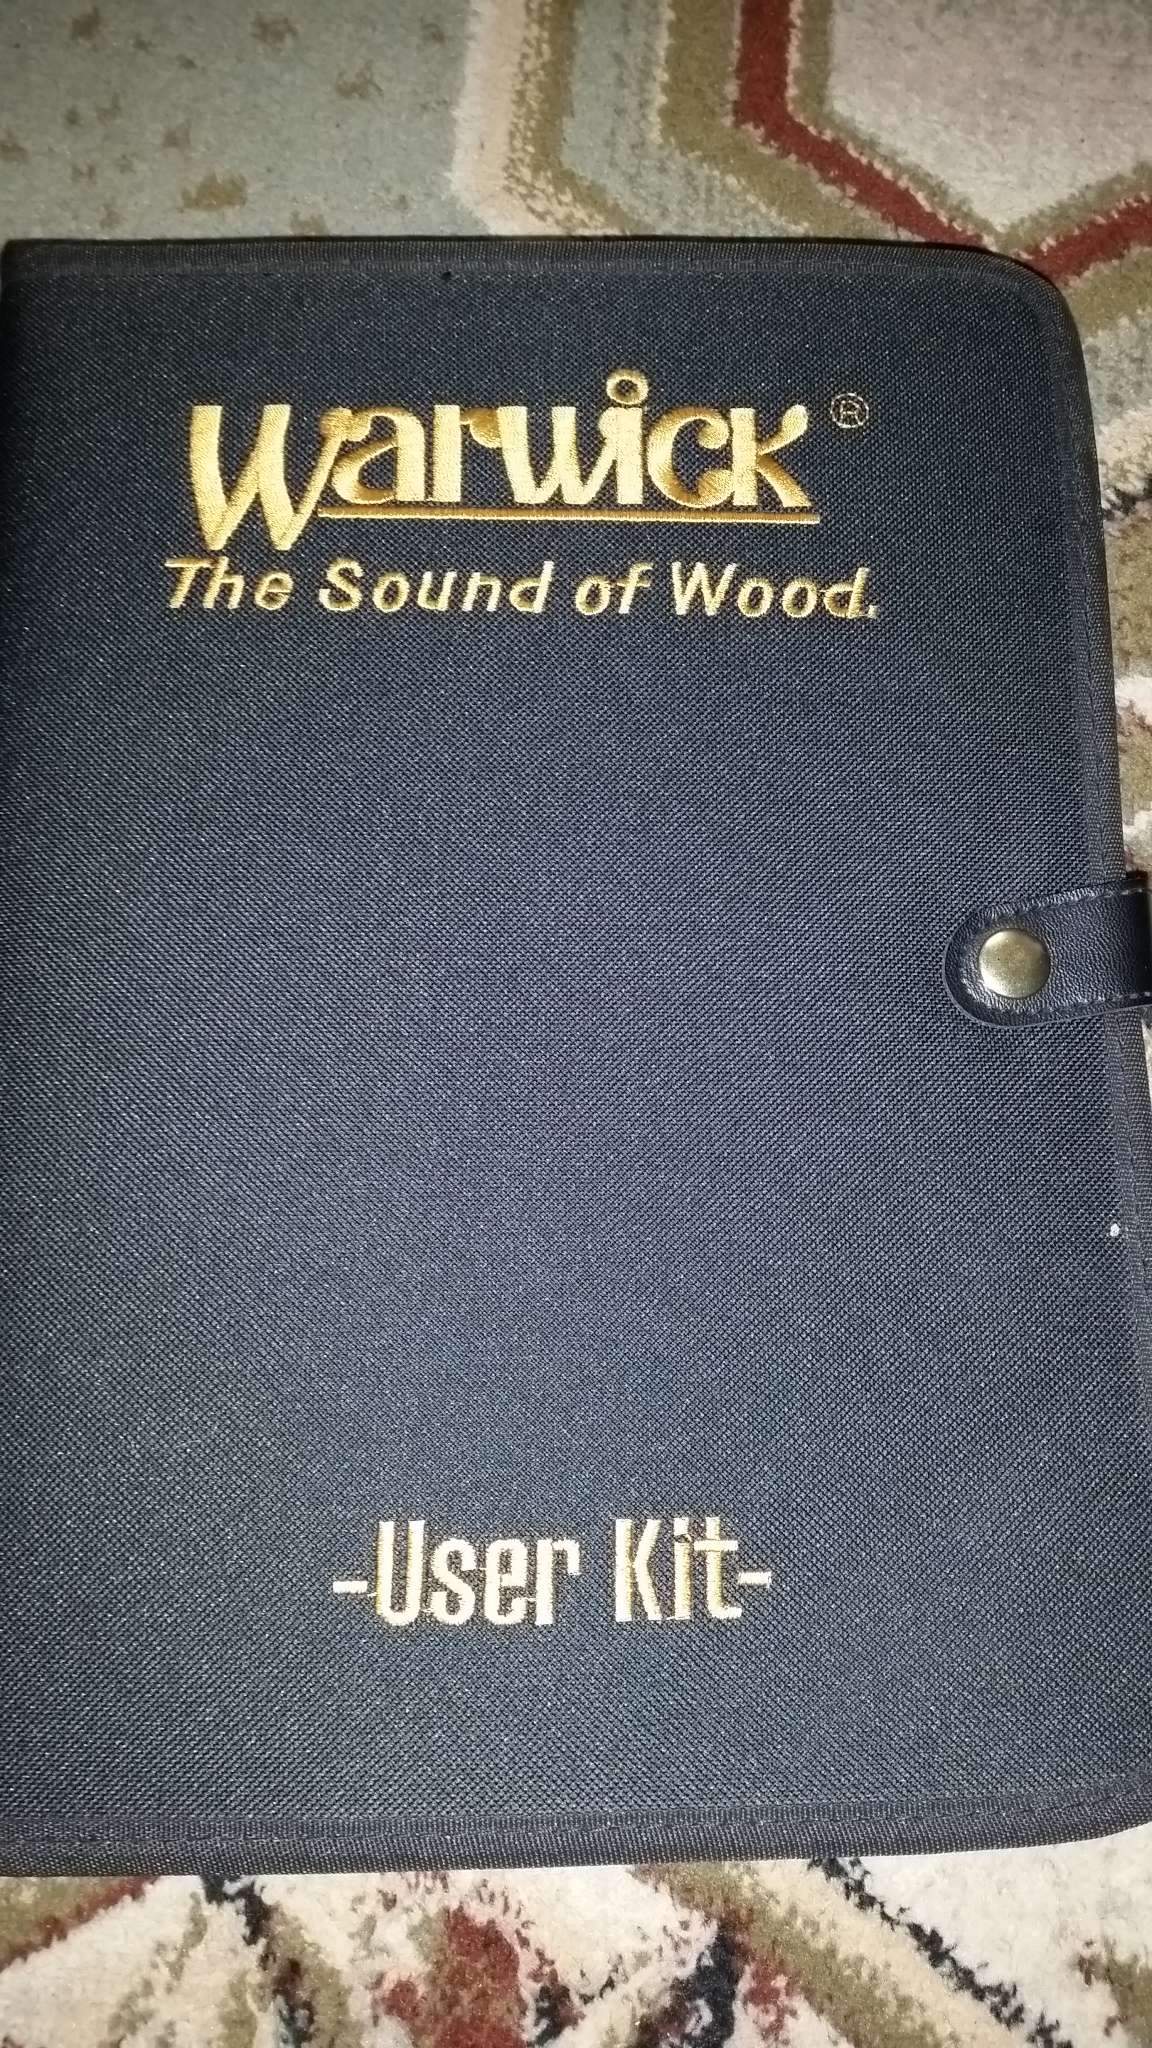 Warwick ®
The Sound of Wood.
-User Kit-